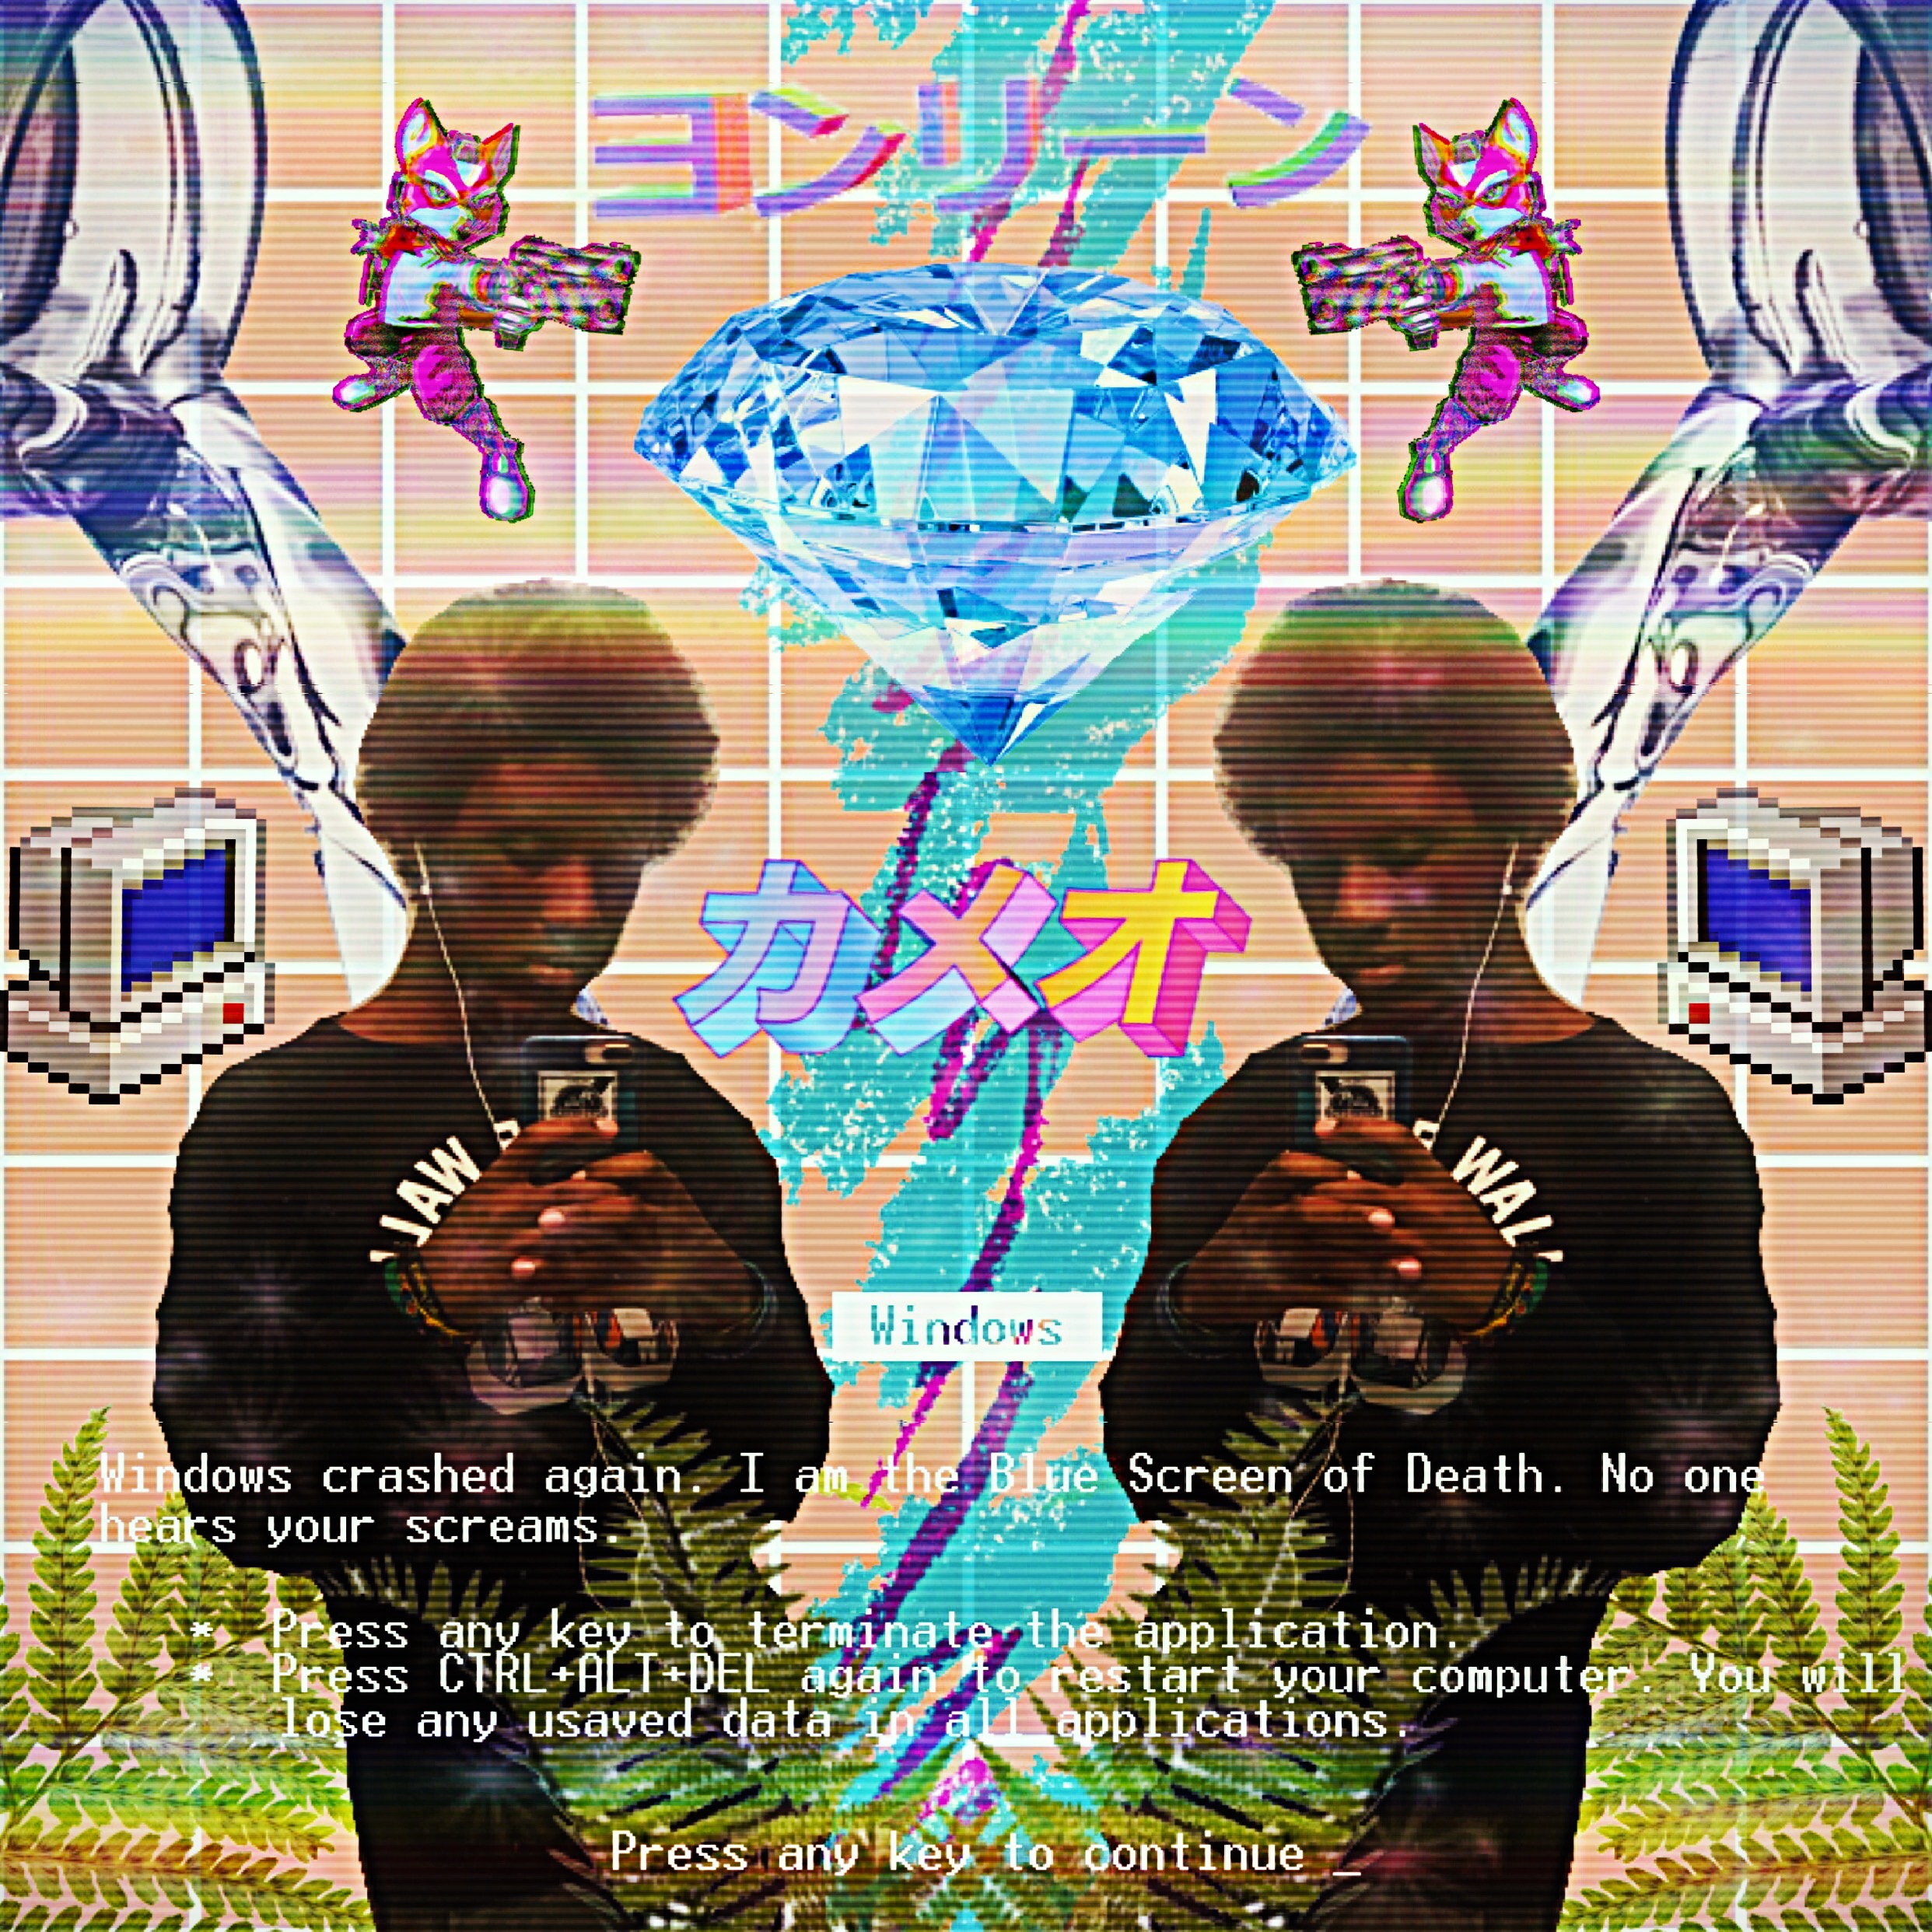 ヨンリーン
カメオ
WAL
Windows
Windows crashed again. I am the Blue Screen of Death. No one
hears your screams.
* Press any key to terminate the application.
* Press CTRL+ALT+DEL again to restart your computer. You will
lose any usaved data in all applications.
Press any key to continue _